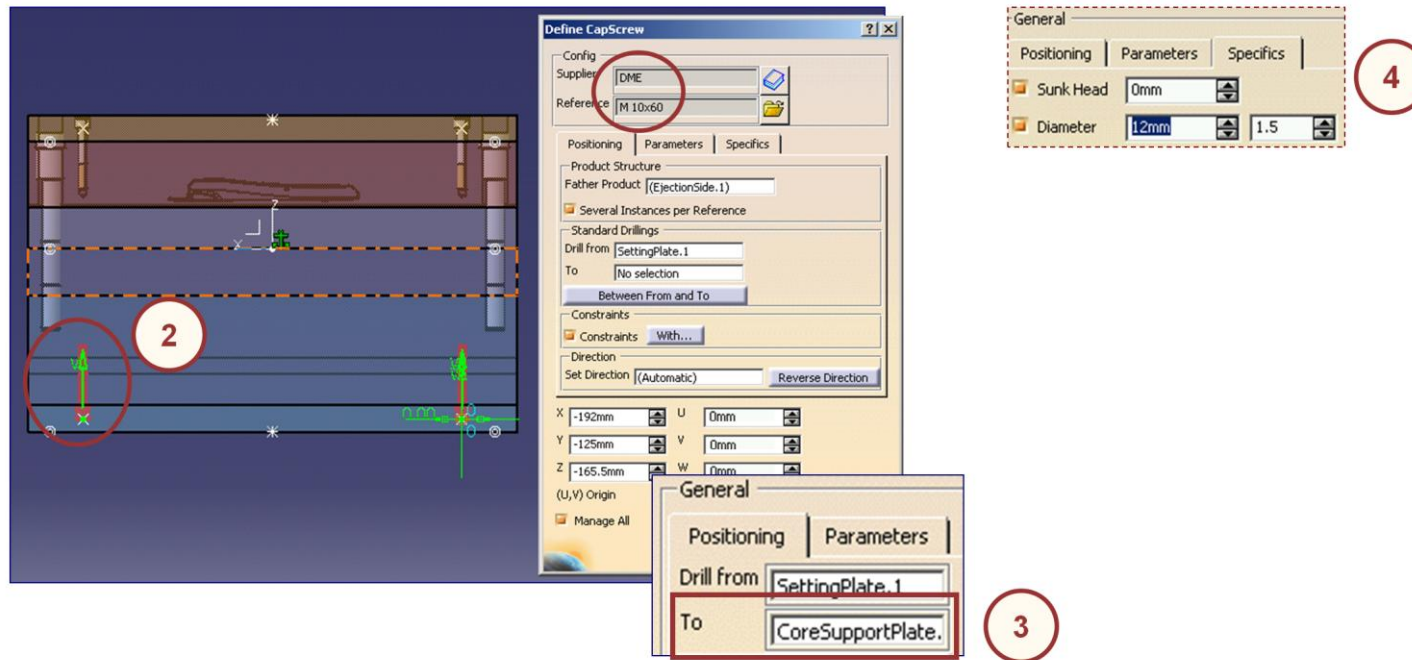 Define CapScrew
Config
Supplier DME
Reference M 10x60
Positioning Parameters Specifics
Product Structure
Father Product (EjectionSide.1)
Several Instances per Reference
Standard Drillings
Drill from SettingPlate.1
To No selection
Between From and To
Constraints
Constraints With...
Direction
Set Direction (Automatic) Reverse Direction
X -192mm U 0mm
Y -125mm V 0mm
Z -165.5mm W 0mm
(U,V) Origin
Manage All
z
x
2
General
Positioning Parameters
Drill from SettingPlate.1
To CoreSupportPlate.
3
General
Positioning Parameters Specifics
Sunk Head 0mm
Diameter 12mm 1.5
4